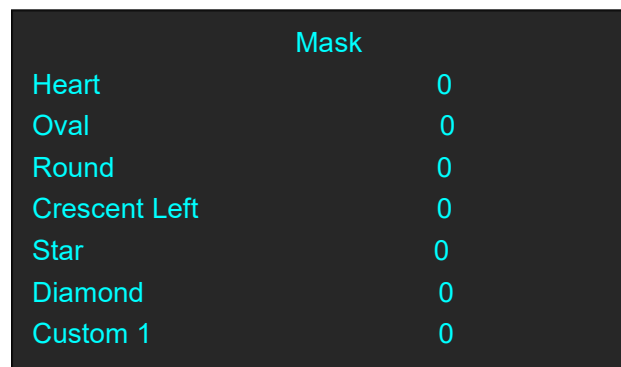 Mask
Heart 0
Oval 0
Round 0
Crescent Left 0
Star 0
Diamond 0
Custom 1 0